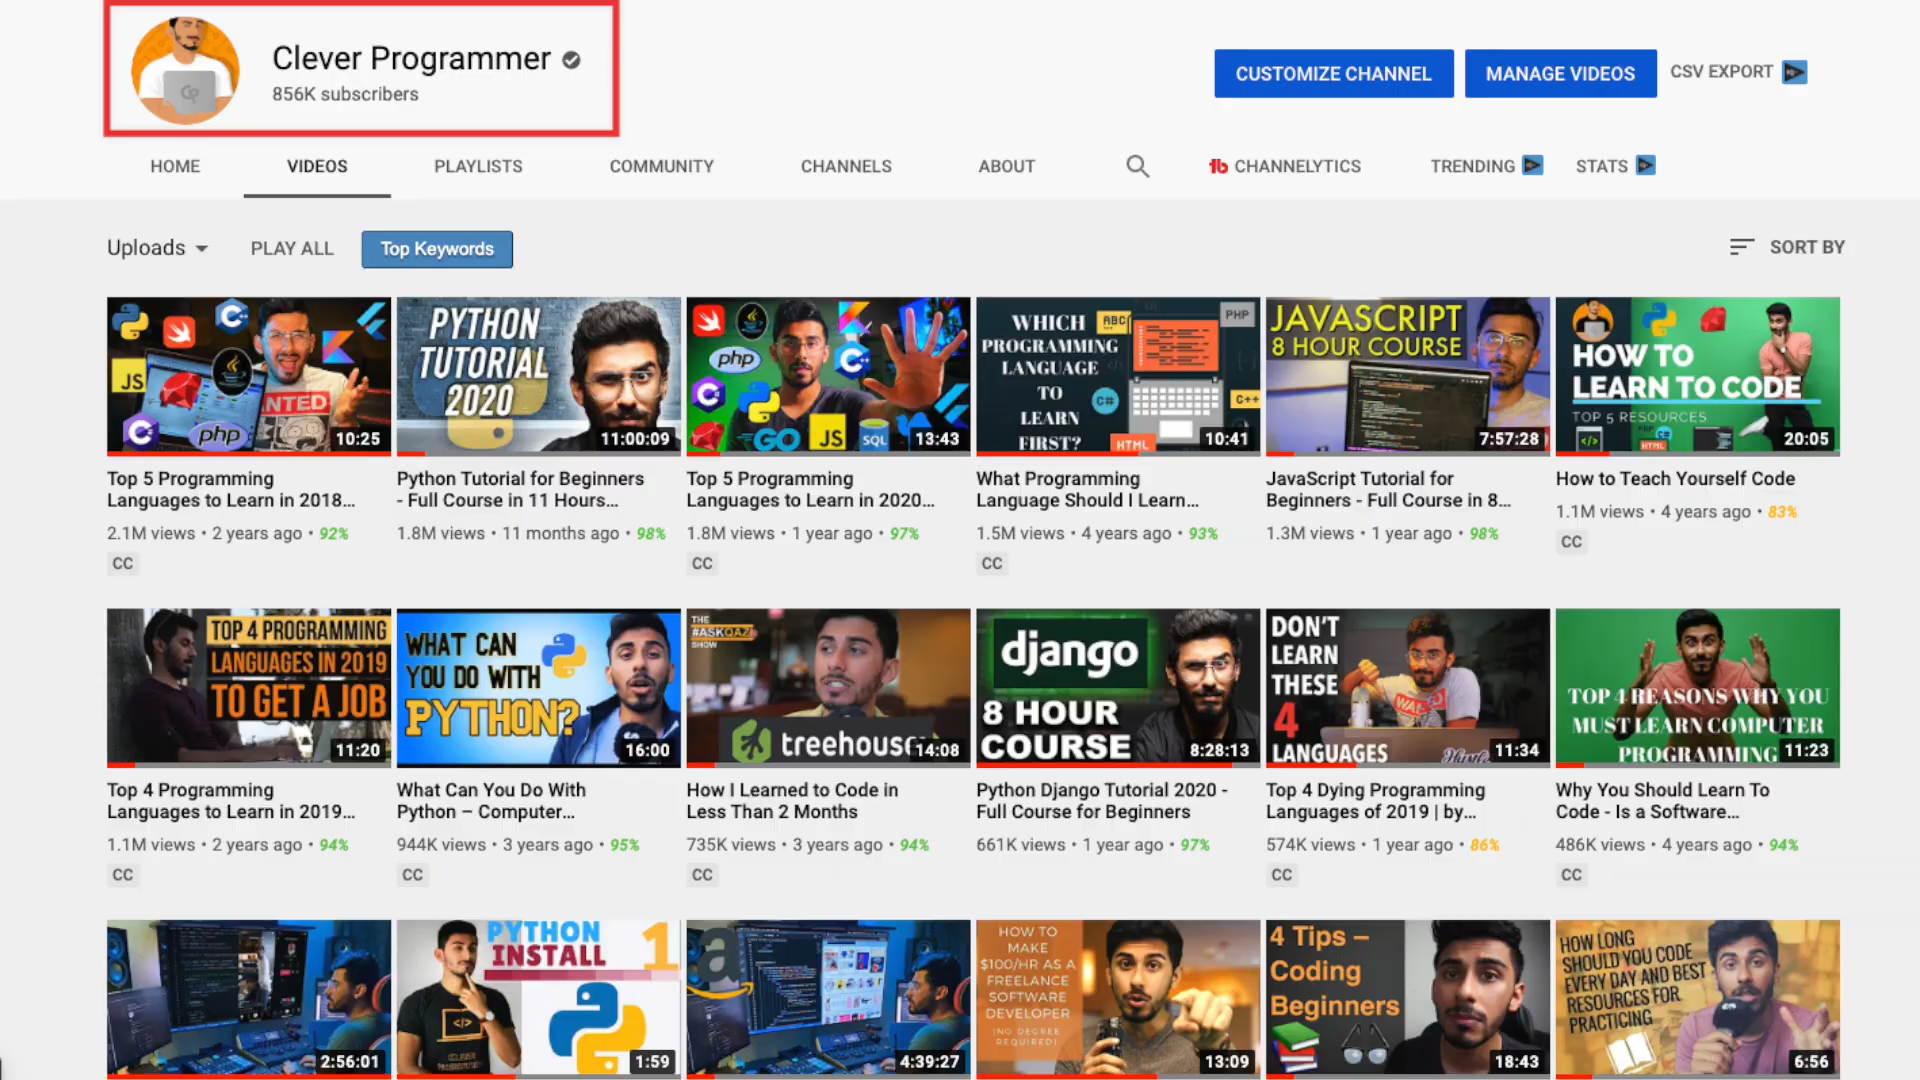 Clever Programmer
856K subscribers
CUSTOMIZE CHANNEL
MANAGE VIDEOS
CSV EXPORT
HOME
VIDEOS
PLAYLISTS
COMMUNITY
CHANNELS
ABOUT
CHANNELYTICS
TRENDING
STATS
Uploads
PLAY ALL
Top Keywords
SORT BY
JS
php
10:25
Top 5 Programming
Languages to Learn in 2018...
2.1M views • 2 years ago • 92%
CC
PYTHON
TUTORIAL
2020
11:00:09
Python Tutorial for Beginners
- Full Course in 11 Hours...
1.8M views • 11 months ago • 98%
php
GO
JS
SQL
13:43
Top 5 Programming
Languages to Learn in 2020...
1.8M views • 1 year ago • 97%
CC
WHICH
PROGRAMMING
LANGUAGE
TO
LEARN
FIRST?
ABC
PHP
C#
C++
HTML
10:41
What Programming
Language Should I Learn...
1.5M views • 4 years ago • 93%
CC
JAVASCRIPT
8 HOUR COURSE
7:57:28
JavaScript Tutorial for
Beginners - Full Course in 8...
1.3M views • 1 year ago • 98%
HOW TO
LEARN TO CODE
TOP 5 RESOURCES
</>
PHP
C#
HTML
20:05
How to Teach Yourself Code
1.1M views • 4 years ago • 83%
CC
TOP 4 PROGRAMMING
LANGUAGES IN 2019
TO GET A JOB
11:20
Top 4 Programming
Languages to Learn in 2019...
1.1M views • 2 years ago • 94%
CC
WHAT CAN
YOU DO WITH
PYTHON?
16:00
What Can You Do With
Python – Computer...
944K views • 3 years ago • 95%
CC
THE
#ASKQAZI
SHOW
treehouse
14:08
How I Learned to Code in
Less Than 2 Months
735K views • 3 years ago • 94%
CC
django
8 HOUR
COURSE
8:28:13
Python Django Tutorial 2020 -
Full Course for Beginners
661K views • 1 year ago • 97%
DON'T
LEARN
THESE
4
LANGUAGES
11:34
Top 4 Dying Programming
Languages of 2019 | by...
574K views • 1 year ago • 86%
CC
TOP 4 REASONS WHY YOU
MUST LEARN COMPUTER
PROGRAMMING
11:23
Why You Should Learn To
Code - Is a Software...
486K views • 4 years ago • 94%
CC
2:56:01
PYTHON
INSTALL
1
</>
1:59
a
4:39:27
HOW TO
MAKE
$100/HR AS A
FREELANCE
SOFTWARE
DEVELOPER
(NO DEGREE
REQUIRED)
13:09
4 Tips –
Coding
Beginners
18:43
HOW LONG
SHOULD YOU CODE
EVERY DAY AND BEST
RESOURCES FOR
PRACTICING
6:56